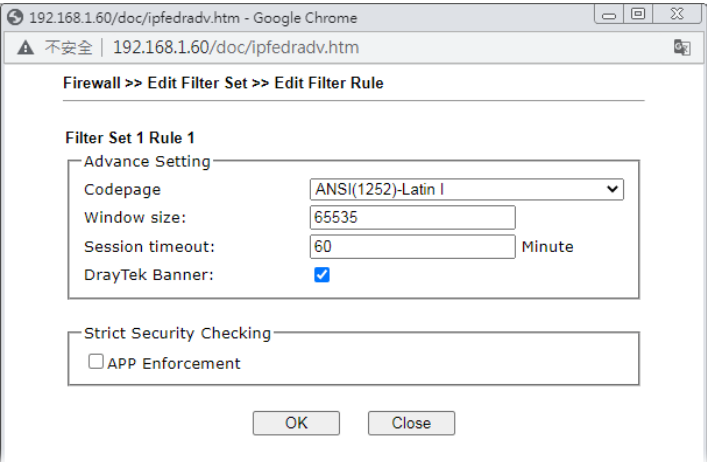 192.168.1.60/doc/ipfedradv.htm - Google Chrome
不安全 | 192.168.1.60/doc/ipfedradv.htm
Firewall >> Edit Filter Set >> Edit Filter Rule
Filter Set 1 Rule 1
Advance Setting
Codepage ANSI(1252)-Latin I
Window size: 65535
Session timeout: 60 Minute
DrayTek Banner:
Strict Security Checking
APP Enforcement
OK Close